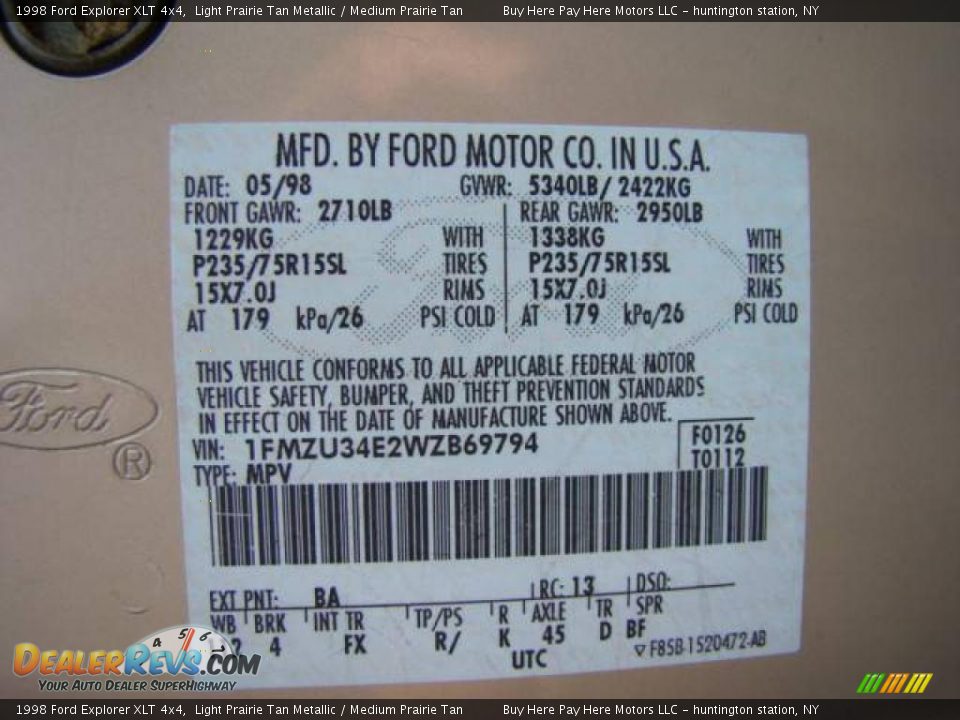 1998 Ford Explorer XLT 4x4, Light Prairie Tan Metallic / Medium Prairie Tan Buy Here Pay Here Motors LLC - huntington station, NY
MFD. BY FORD MOTOR CO. IN U.S.A.
DATE: 05/98 GVWR: 5340LB/ 2422KG
FRONT GAWR: 2710LB REAR GAWR: 2950LB
1229KG WITH 1338KG WITH
P235/75R15SL TIRES P235/75R15SL TIRES
15X7.0J RIMS 15X7.0J RIMS
AT 179 kPa/26 PSI COLD AT 179 kPa/26 PSI COLD
THIS VEHICLE CONFORMS TO ALL APPLICABLE FEDERAL MOTOR
VEHICLE SAFETY, BUMPER, AND THEFT PREVENTION STANDARDS
IN EFFECT ON THE DATE OF MANUFACTURE SHOWN ABOVE.
Ford
®
VIN: 1FMZU34E2WZB69794 F0126
TYPE: MPV T0112
EXT PNT: BA RC: 13 DSO:
WB BRK INT TR TP/PS R AXLE TR SPR
2 4 FX R/ K 45 D BF
UTC ▽F85B-1520472-AB
4 5 6
DEALERREVS.COM
YOUR AUTO DEALER SUPERHIGHWAY
1998 Ford Explorer XLT 4x4, Light Prairie Tan Metallic / Medium Prairie Tan Buy Here Pay Here Motors LLC - huntington station, NY